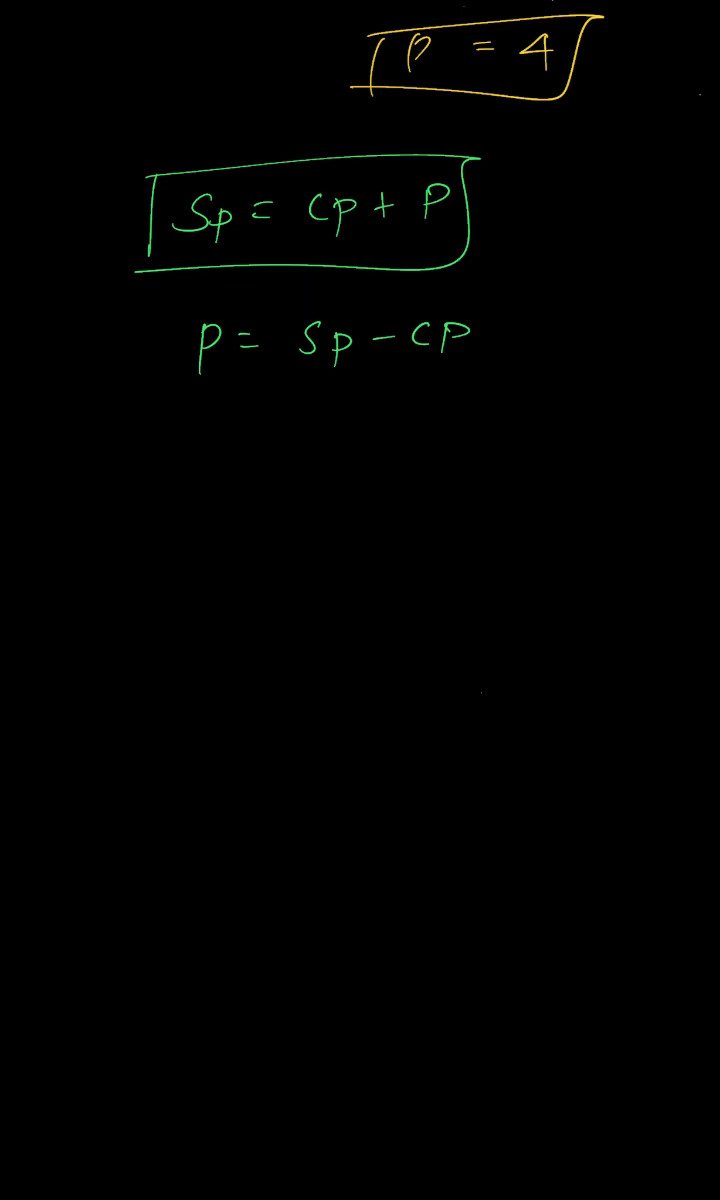 P = 4
Sp = Cp + P
P = Sp - CP